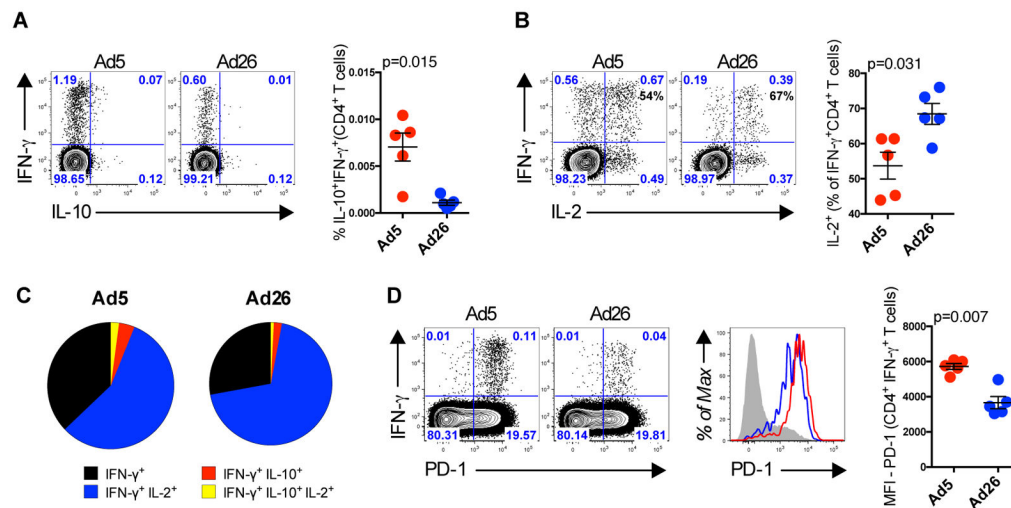 A
Ad5
Ad26
1.19
0.07
0.60
0.01
98.65
0.12
99.21
0.12
IFN-γ
IL-10
p=0.015
% IL-10⁺IFN-γ⁺(CD4⁺ T cells)
0.015
0.010
0.005
0.000
Ad5
Ad26
B
Ad5
Ad26
0.56
0.67
54%
0.19
0.39
67%
98.23
0.49
98.97
0.37
IFN-γ
IL-2
p=0.031
IL-2⁺ (% of IFN-γ⁺CD4⁺ T cells)
80
70
60
50
40
Ad5
Ad26
C
Ad5
Ad26
IFN-γ⁺
IFN-γ⁺ IL-10⁺
IFN-γ⁺ IL-2⁺
IFN-γ⁺ IL-10⁺ IL-2⁺
D
Ad5
Ad26
0.01
0.11
0.01
0.04
80.31
19.57
80.14
19.81
IFN-γ
PD-1
% of Max
100
80
60
40
20
0
PD-1
p=0.007
MFI - PD-1 (CD4⁺ IFN-γ⁺ T cells)
8000
6000
4000
2000
0
Ad5
Ad26